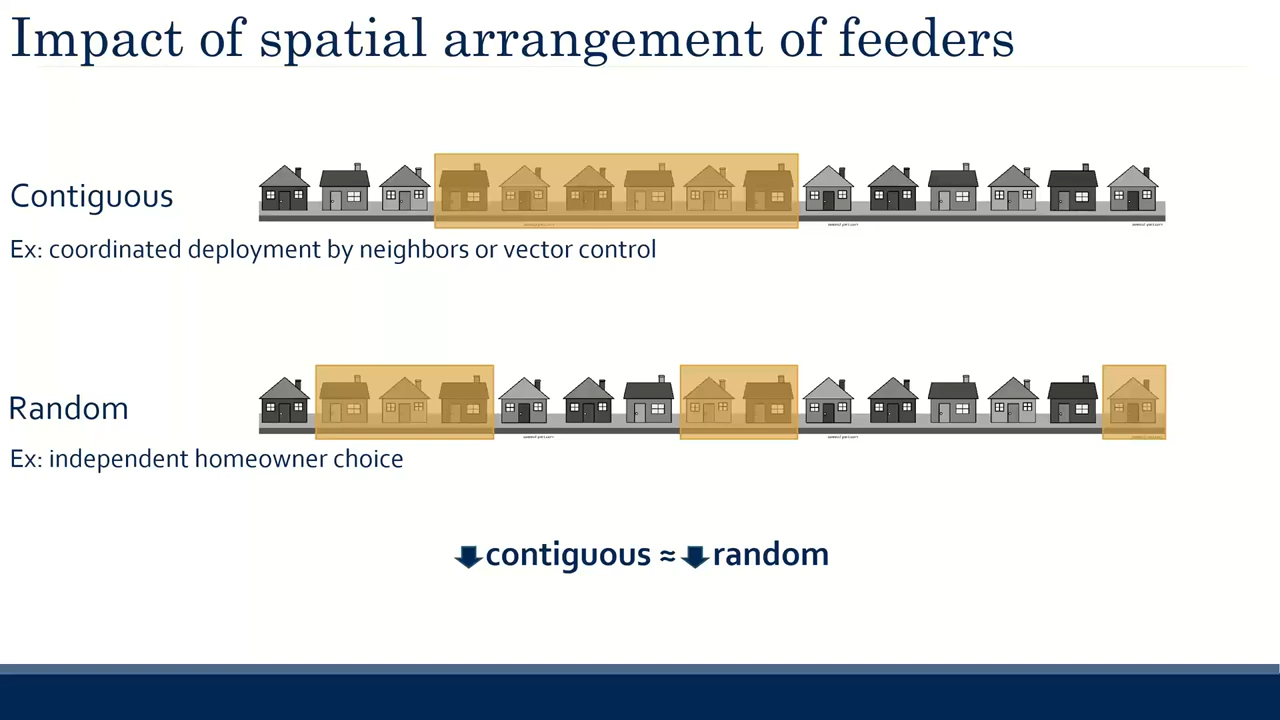 Impact of spatial arrangement of feeders
Contiguous
Ex: coordinated deployment by neighbors or vector control
Random
Ex: independent homeowner choice
contiguous ≈ random